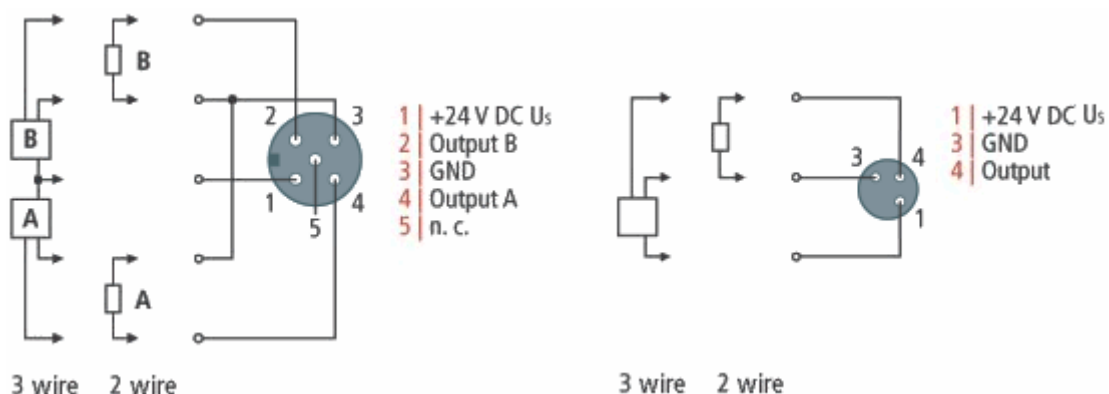 B
2 3
B
1 4
A
5
A
1 | +24 V DC Us
2 | Output B
3 | GND
4 | Output A
5 | n. c.
3 wire 2 wire
3 4
1
1 | +24 V DC Us
3 | GND
4 | Output
3 wire 2 wire